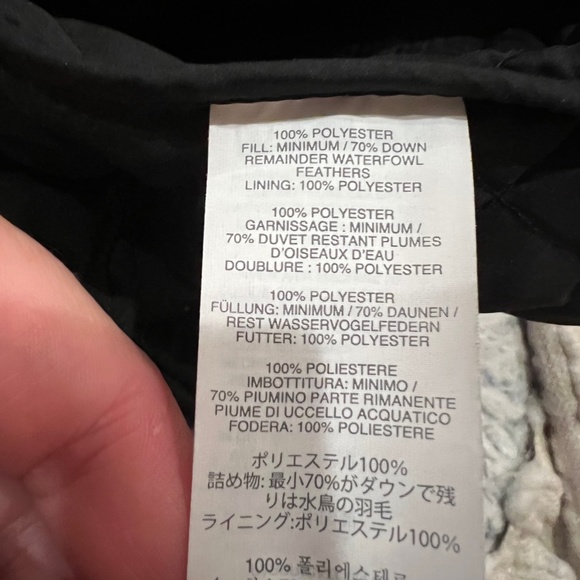 100% POLYESTER
FILL: MINIMUM / 70% DOWN
REMAINDER WATERFOWL
FEATHERS
LINING: 100% POLYESTER
100% POLYESTER
GARNISSAGE : MINIMUM /
70% DUVET RESTANT PLUMES
D'OISEAUX D'EAU
DOUBLURE : 100% POLYESTER
100% POLYESTER
FÜLLUNG: MINIMUM / 70% DAUNEN /
REST WASSERVOGELFEDERN
FUTTER: 100% POLYESTER
100% POLIESTERE
IMBOTTITURA: MINIMO /
70% PIUMINO PARTE RIMANENTE
PIUME DI UCCELLO ACQUATICO
FODERA: 100% POLIESTERE
ポリエステル100%
詰め物: 最小70%がダウンで残
りは水鳥の羽毛
ライニング:ポリエステル100%
100% 폴리에스테르